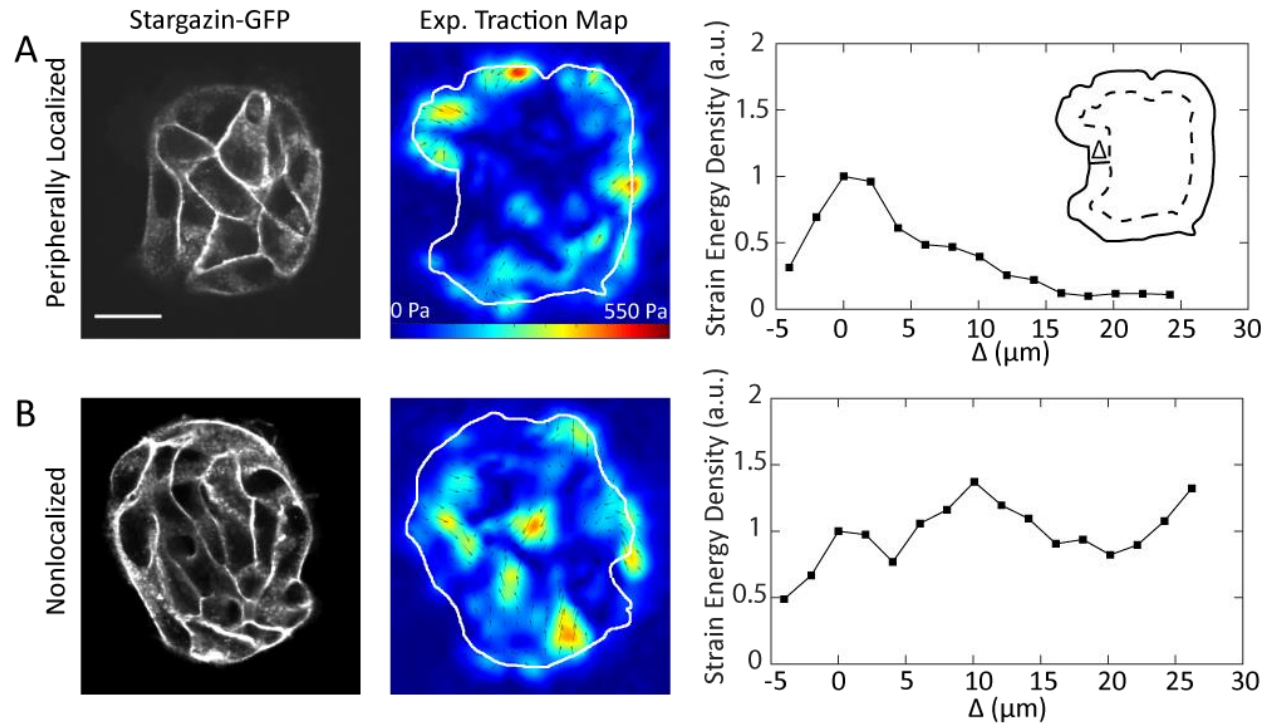 Stargazin-GFP
Exp. Traction Map
A
Peripherally Localized
0 Pa
550 Pa
Strain Energy Density (a.u.)
2
1.5
1
0.5
0
-5
0
5
10
15
20
25
30
Δ (μm)
Δ
B
Nonlocalized
Strain Energy Density (a.u.)
2
1.5
1
0.5
0
-5
0
5
10
15
20
25
30
Δ (μm)